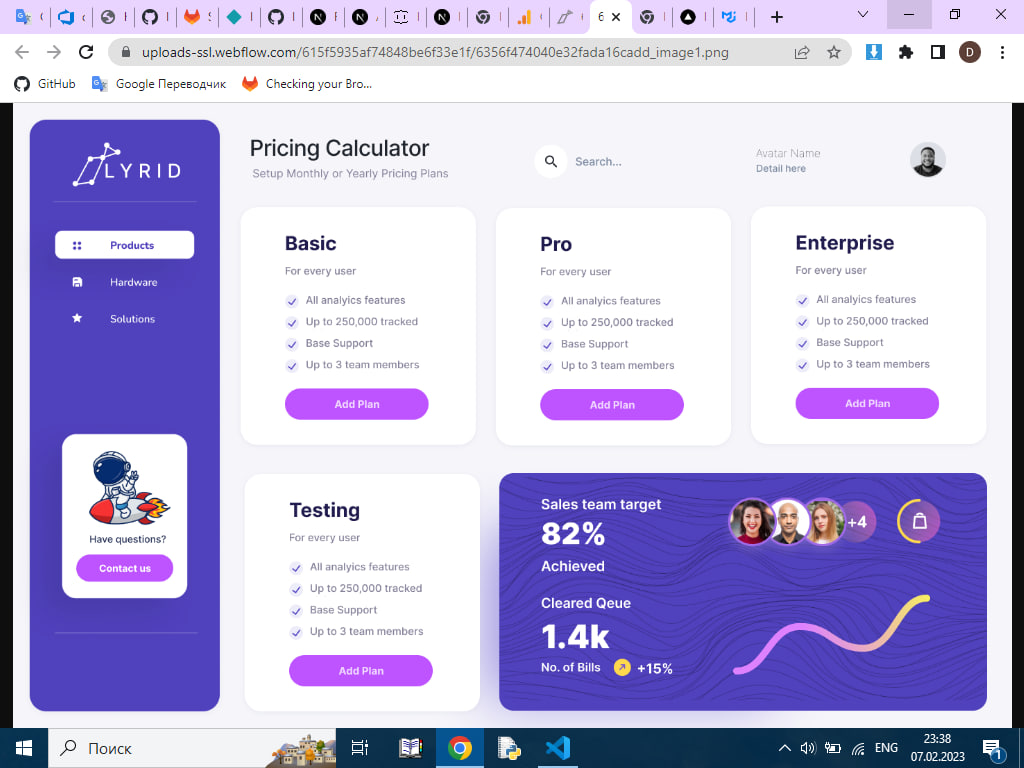 uploads-ssl.webflow.com/615f5935af74848be6f33e1f/6356f474040e32fada16cadd_image1.png
D
GitHub
Google Переводчик
Checking your Bro...
LYRID
Products
Hardware
Solutions
Have questions?
Contact us
Pricing Calculator
Setup Monthly or Yearly Pricing Plans
Search...
Avatar Name
Detail here
Basic
For every user
All analyics features
Up to 250,000 tracked
Base Support
Up to 3 team members
Add Plan
Pro
For every user
All analyics features
Up to 250,000 tracked
Base Support
Up to 3 team members
Add Plan
Enterprise
For every user
All analyics features
Up to 250,000 tracked
Base Support
Up to 3 team members
Add Plan
Testing
For every user
All analyics features
Up to 250,000 tracked
Base Support
Up to 3 team members
Add Plan
Sales team target
82%
Achieved
+4
Cleared Qeue
1.4k
No. of Bills
+15%
Поиск
ENG
23:38
07.02.2023
1